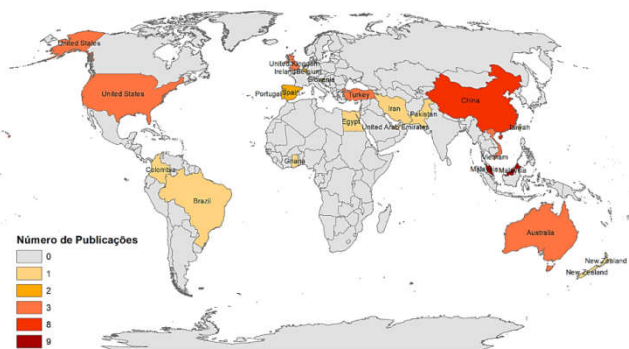 United States
United States
United Kingdom
Ireland
Belgium
Slovenia
Portugal
Spain
Turkey
Iran
Pakistan
China
Egypt
United Arab Emirates
Ghana
Vietnam
Malaysia
Colombia
Brazil
Australia
New Zealand
New Zealand
Número de Publicações
0
1
2
3
8
9